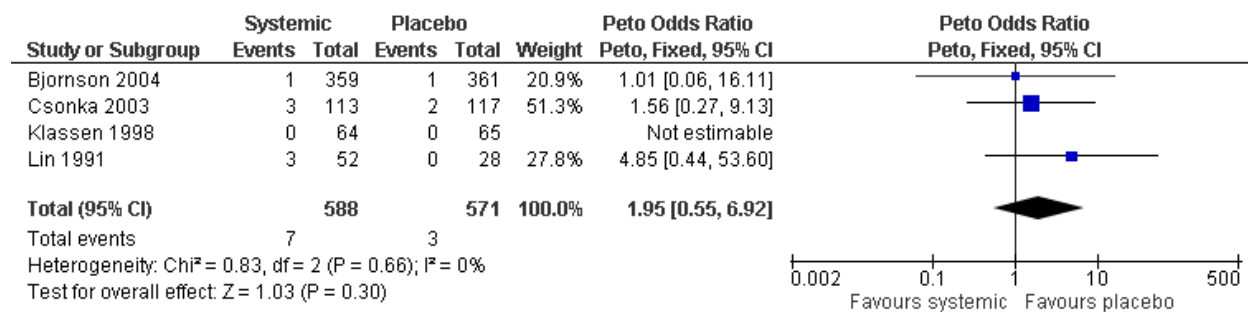 Systemic Placebo Peto Odds Ratio Peto Odds Ratio
Study or Subgroup Events Total Events Total Weight Peto, Fixed, 95% CI Peto, Fixed, 95% CI
Bjornson 2004 1 359 1 361 20.9% 1.01 [0.06, 16.11]
Csonka 2003 3 113 2 117 51.3% 1.56 [0.27, 9.13]
Klassen 1998 0 64 0 65 Not estimable
Lin 1991 3 52 0 28 27.8% 4.85 [0.44, 53.60]
Total (95% CI) 588 571 100.0% 1.95 [0.55, 6.92]
Total events 7 3
Heterogeneity: Chi² = 0.83, df = 2 (P = 0.66); I² = 0%
Test for overall effect: Z = 1.03 (P = 0.30)
0.002 0.1 1 10 500
Favours systemic Favours placebo